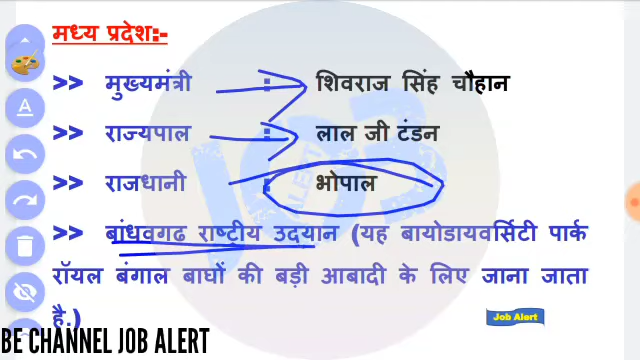 मध्य प्रदेश:-
>> मुख्यमंत्री : शिवराज सिंह चौहान
>> राज्यपाल : लाल जी टंडन
>> राजधानी : भोपाल
>> बांधवगढ राष्टीय उदयान (यह बायोडायवर्सिटी पार्क
रॉयल बंगाल बाघों की बड़ी आबादी के लिए जाना जाता
है.)
Job Alert
BE CHANNEL JOB ALERT